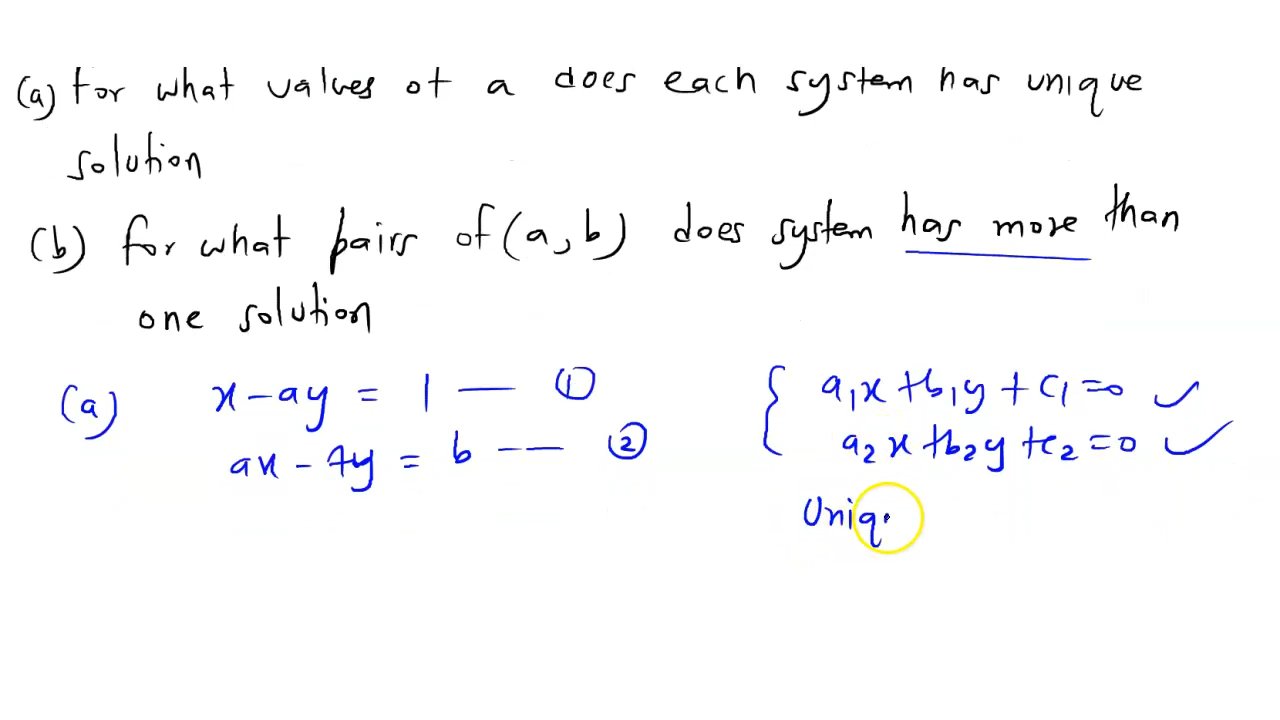 (a) for what values of a does each system has unique
solution
(b) for what pairs of (a, b) does system has more than
one solution
(a) x - ay = 1 — ①
ax - 4y = b -- ②
{ a₁x + b₁y + c₁ = 0 ✓
a₂x + b₂y + c₂ = 0 ✓
Uniq